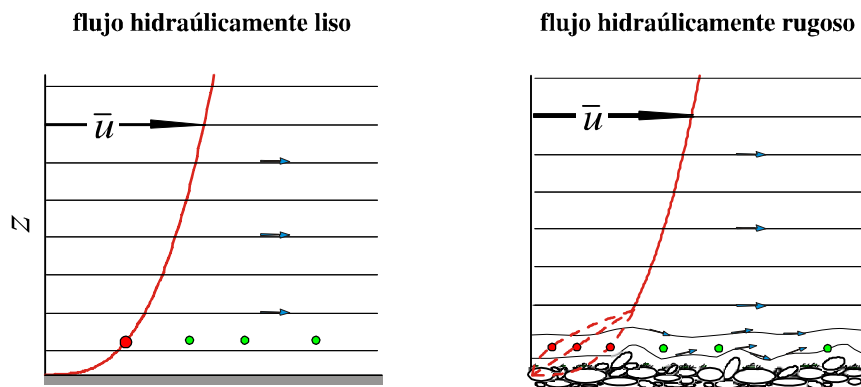 flujo hidraúlicamente liso
flujo hidraúlicamente rugoso
u̅
u̅
z